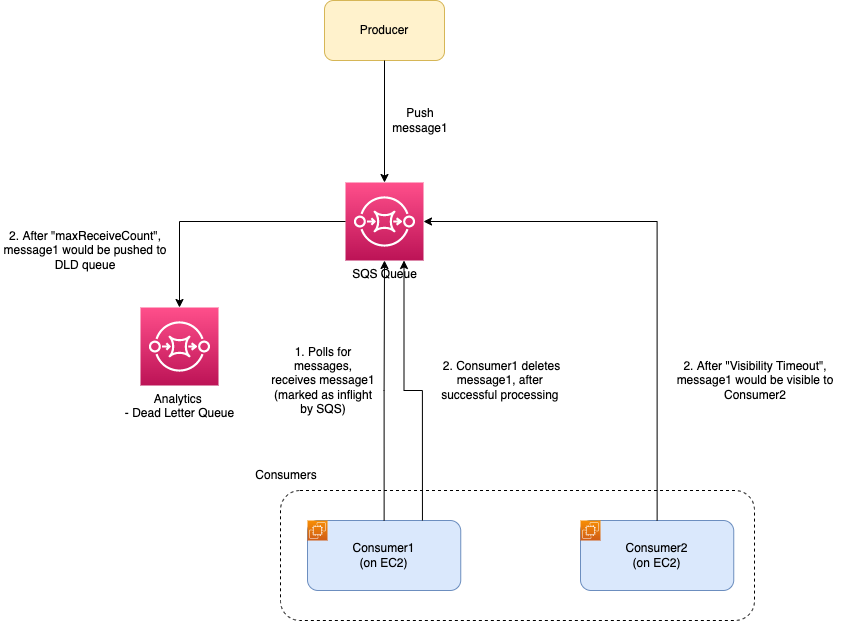 Producer
Push
message1
2. After "maxReceiveCount",
message1 would be pushed to
DLD queue
SQS Queue
1. Polls for
messages,
receives message1
(marked as inflight
by SQS)
2. Consumer1 deletes
message1, after
successful processing
2. After "Visibility Timeout",
message1 would be visible to
Consumer2
Analytics
- Dead Letter Queue
Consumers
Consumer1
(on EC2)
Consumer2
(on EC2)